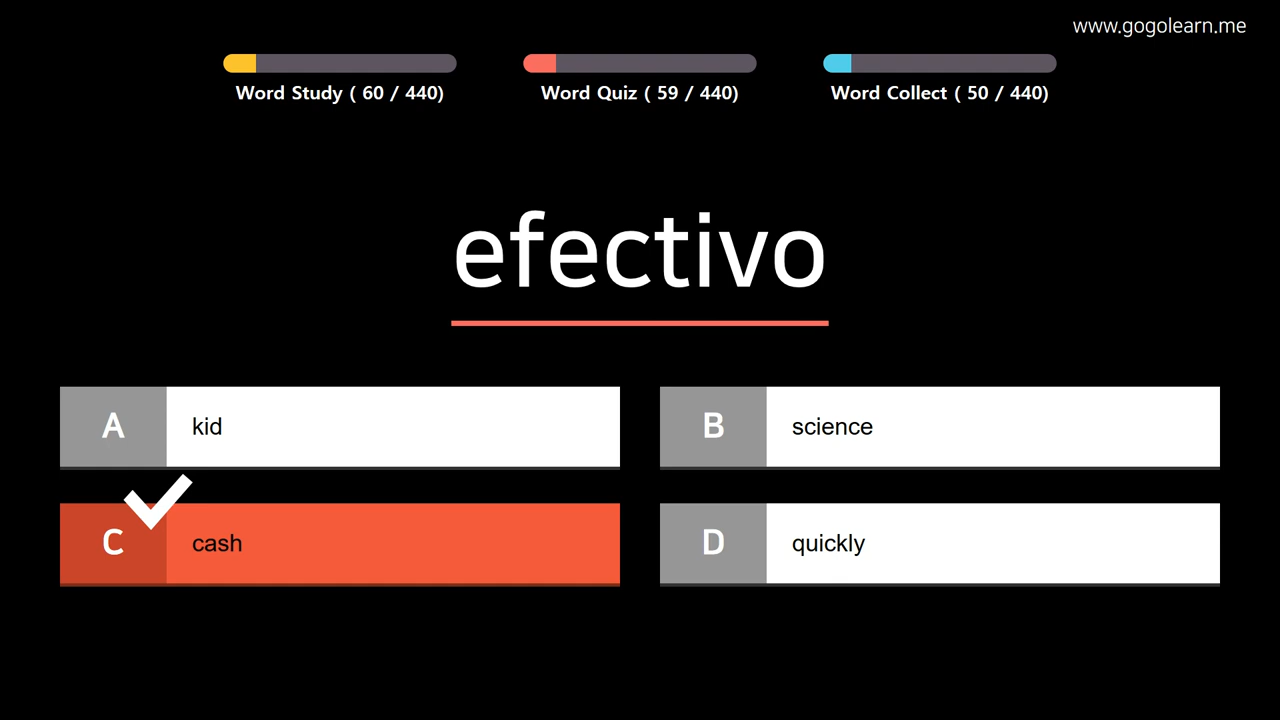 www.gogolearn.me
Word Study ( 60 / 440)
Word Quiz ( 59 / 440)
Word Collect ( 50 / 440)
efectivo
A kid
B science
C cash
D quickly